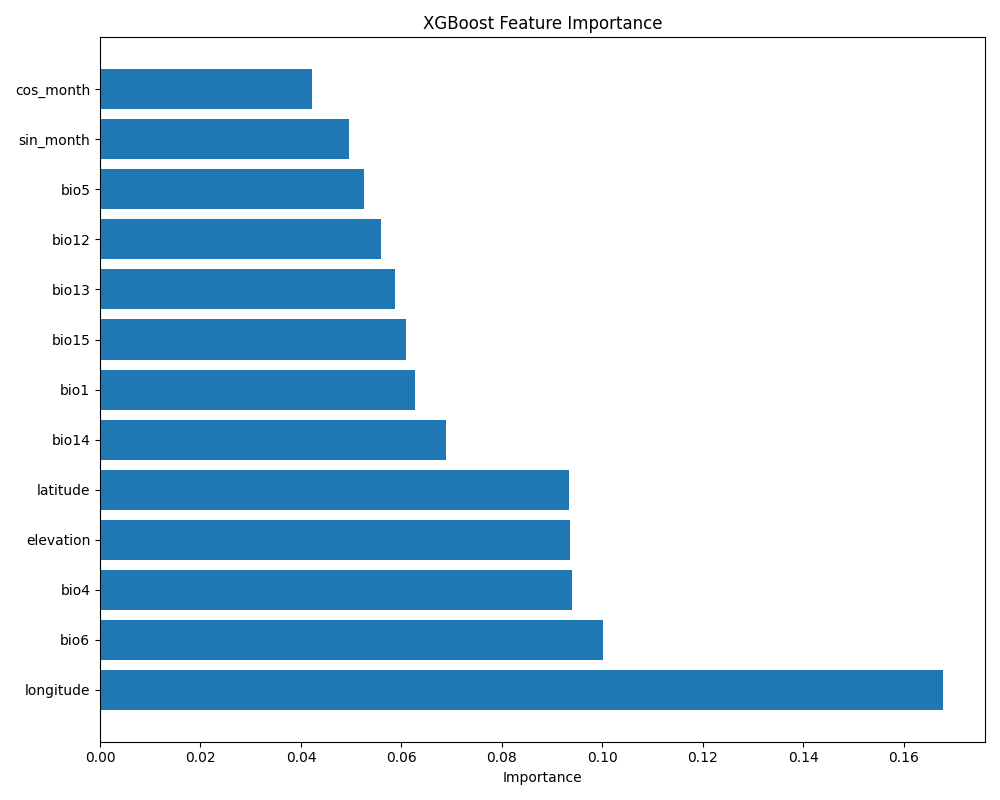 XGBoost Feature Importance
cos_month
sin_month
bio5
bio12
bio13
bio15
bio1
bio14
latitude
elevation
bio4
bio6
longitude
0.00 0.02 0.04 0.06 0.08 0.10 0.12 0.14 0.16
Importance